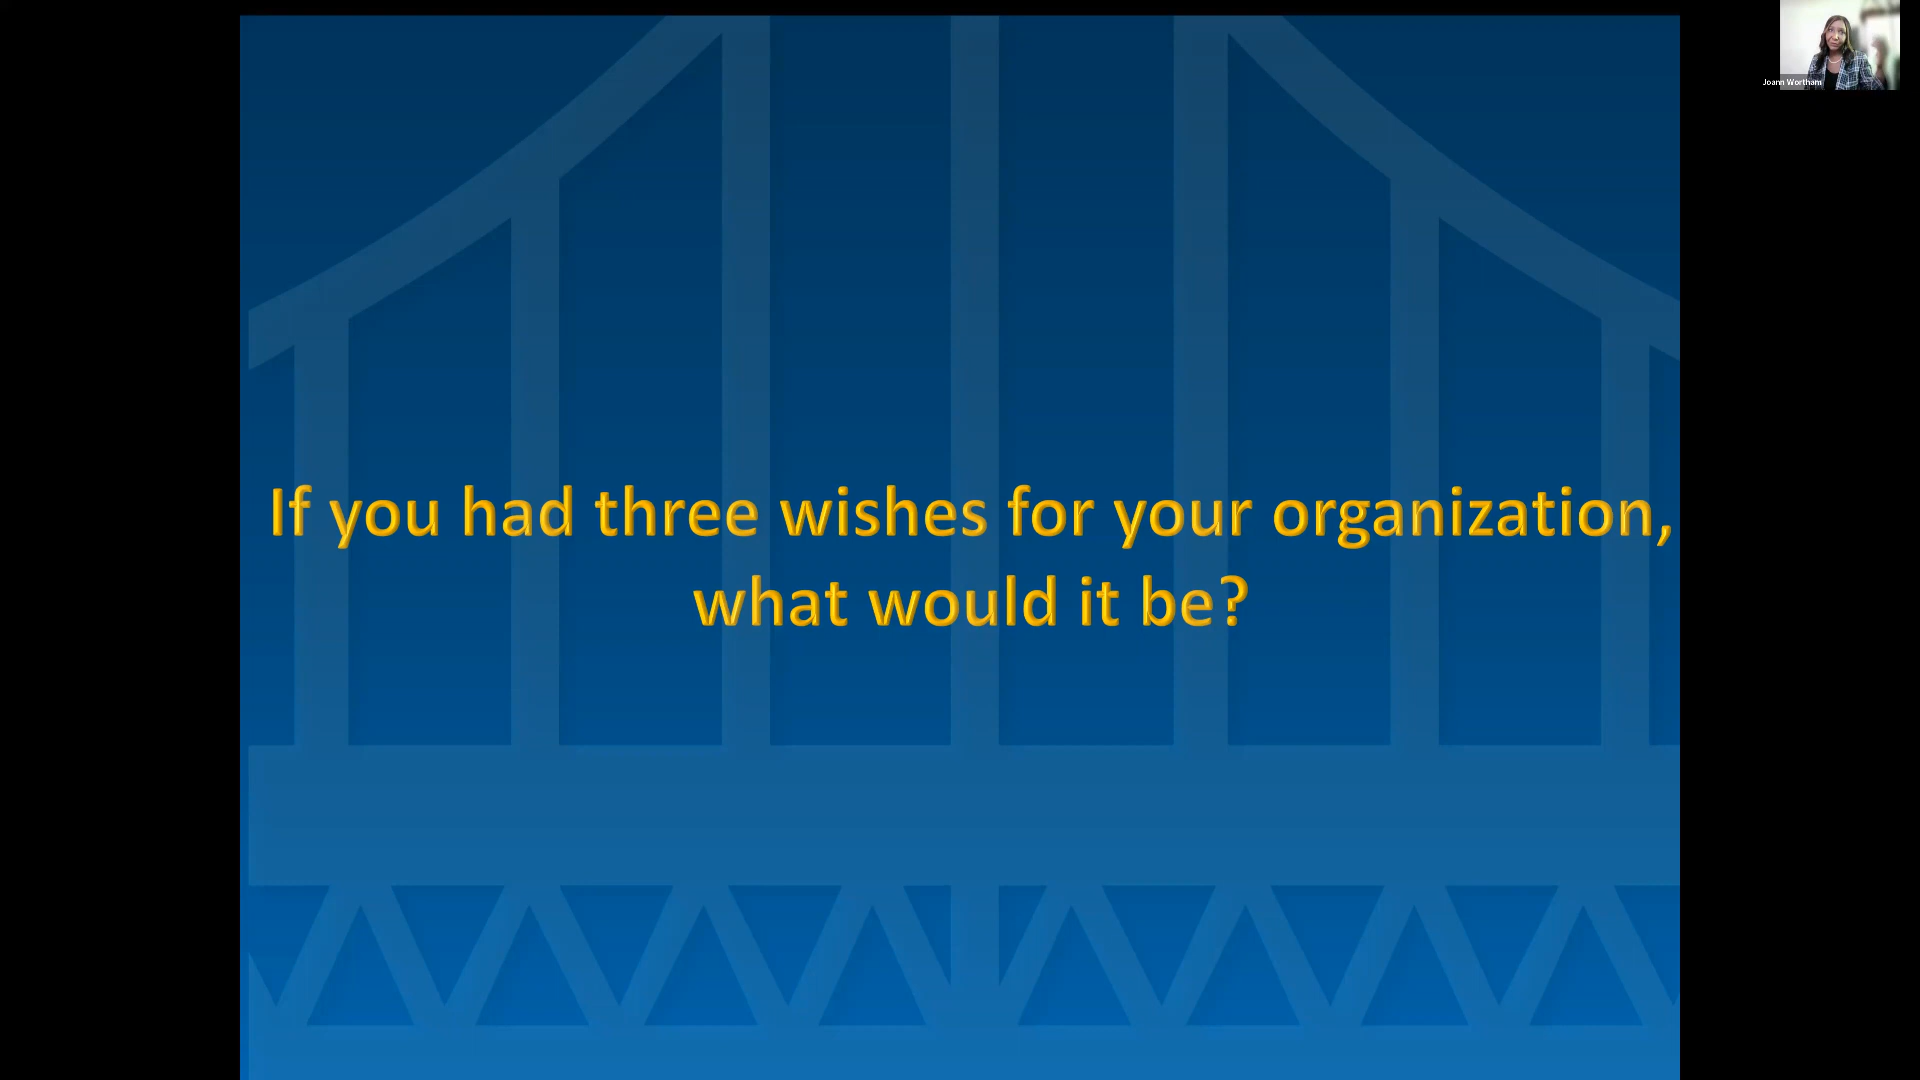 If you had three wishes for your organization,
what would it be?
Joann Wortham